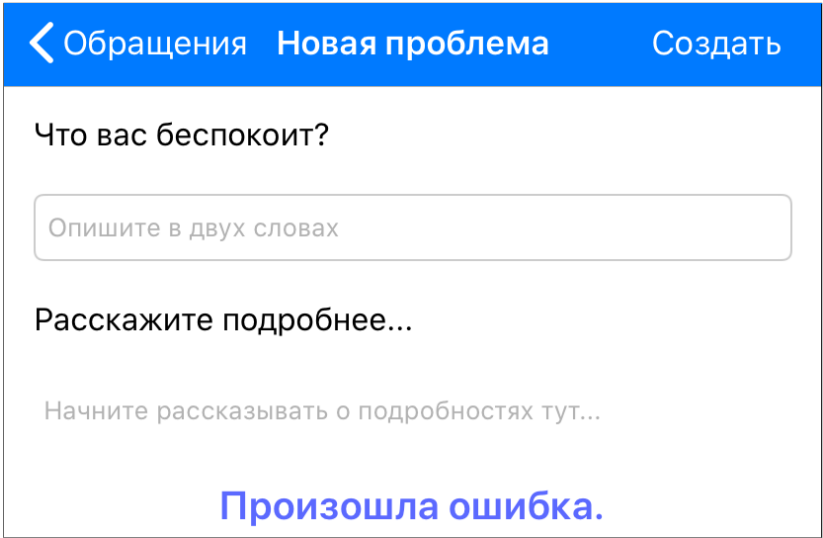 Обращения Новая проблема Создать
Что вас беспокоит?
Опишите в двух словах
Расскажите подробнее...
Начните рассказывать о подробностях тут...
Произошла ошибка.